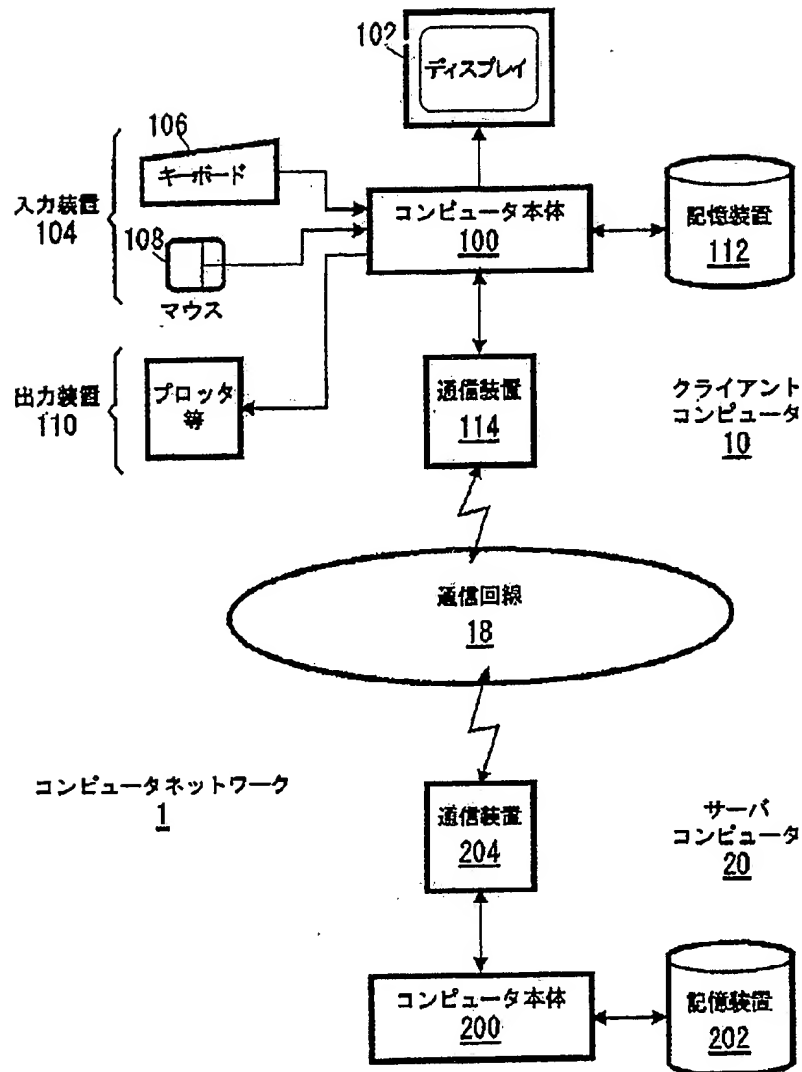 102
ディスプレイ
106
キーボード
入力装置
104
108
マウス
コンピュータ本体
100
記憶装置
112
出力装置
110
プロッタ
等
通信装置
114
クライアント
コンピュータ
10
通信回線
18
コンピュータネットワーク
1
通信装置
204
サーバ
コンピュータ
20
コンピュータ本体
200
記憶装置
202